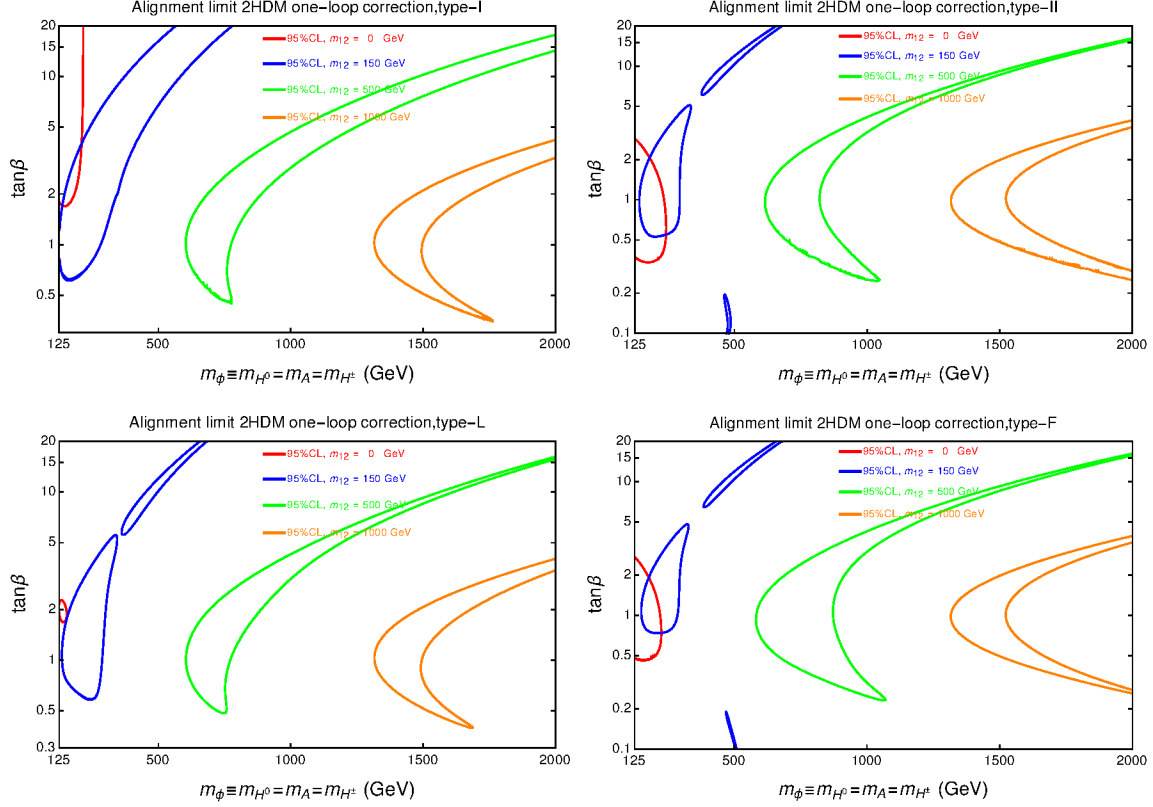 Alignment limit 2HDM one−loop correction,type−I
95%CL, m12 = 0 GeV
95%CL, m12 = 150 GeV
95%CL, m12 = 500 GeV
95%CL, m12 = 1000 GeV
tanβ
20
15
10
5
2
1
0.5
125
500
1000
1500
2000
mϕ≡mH0=mA=mH± (GeV)
Alignment limit 2HDM one−loop correction,type−II
95%CL, m12 = 0 GeV
95%CL, m12 = 150 GeV
95%CL, m12 = 500 GeV
95%CL, m12 = 1000 GeV
tanβ
20
15
10
5
2
1
0.5
0.2
0.1
125
500
1000
1500
2000
mϕ≡mH0=mA=mH± (GeV)
Alignment limit 2HDM one−loop correction,type−L
95%CL, m12 = 0 GeV
95%CL, m12 = 150 GeV
95%CL, m12 = 500 GeV
95%CL, m12 = 1000 GeV
tanβ
20
15
10
5
2
1
0.5
0.3
125
500
1000
1500
2000
mϕ≡mH0=mA=mH± (GeV)
Alignment limit 2HDM one−loop correction,type−F
95%CL, m12 = 0 GeV
95%CL, m12 = 150 GeV
95%CL, m12 = 500 GeV
95%CL, m12 = 1000 GeV
tanβ
20
15
10
5
2
1
0.5
0.2
0.1
125
500
1000
1500
2000
mϕ≡mH0=mA=mH± (GeV)